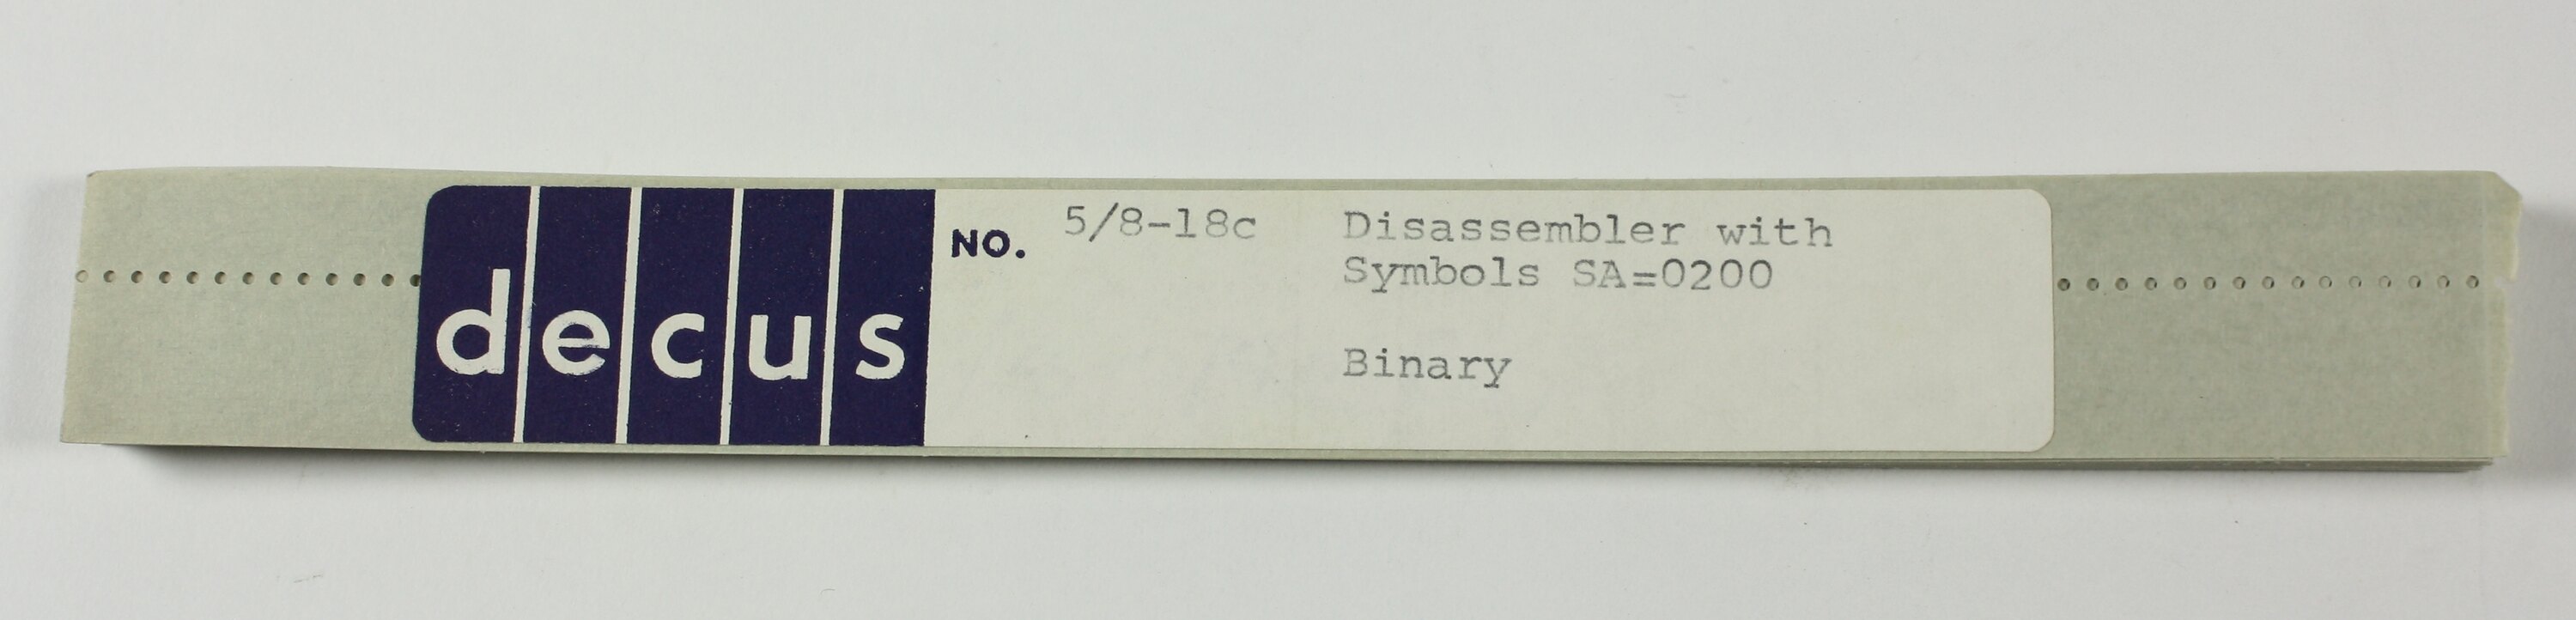 decus
NO. 5/8-18c Disassembler with
Symbols SA=0200
Binary